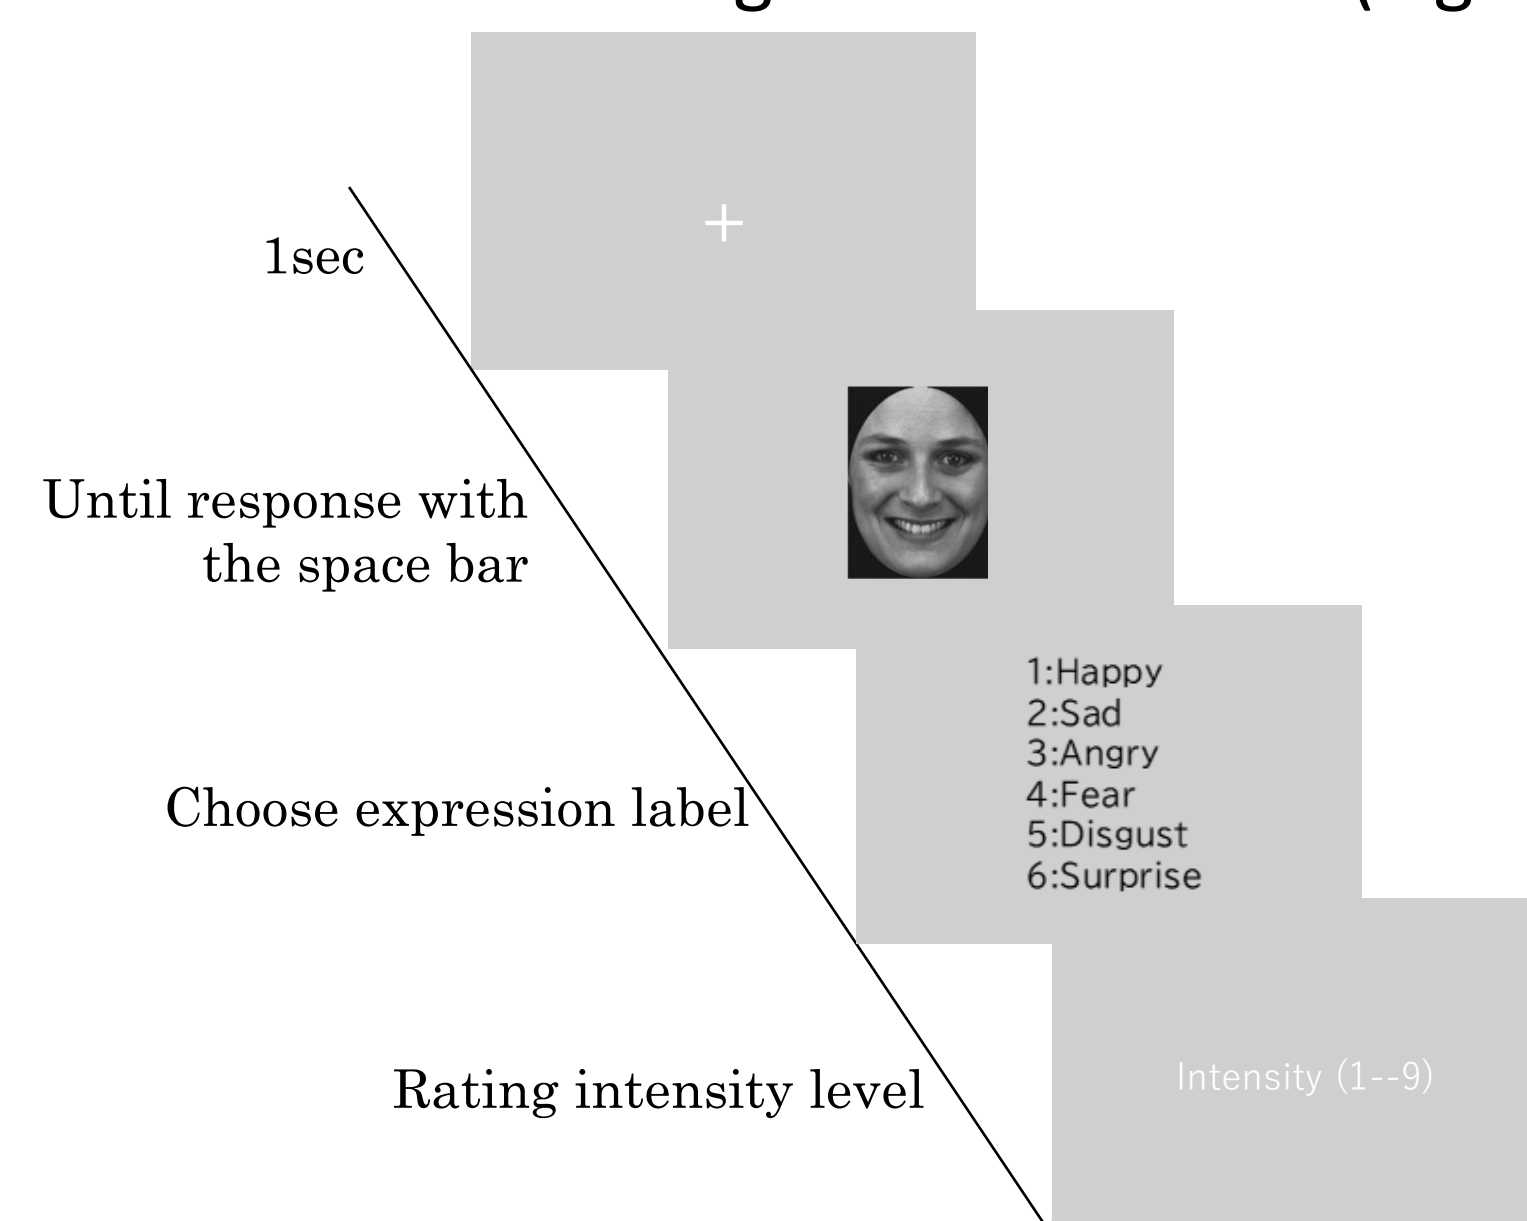 1sec
Until response with
the space bar
1:Happy
2:Sad
3:Angry
4:Fear
5:Disgust
6:Surprise
Choose expression label
Rating intensity level
Intensity (1--9)